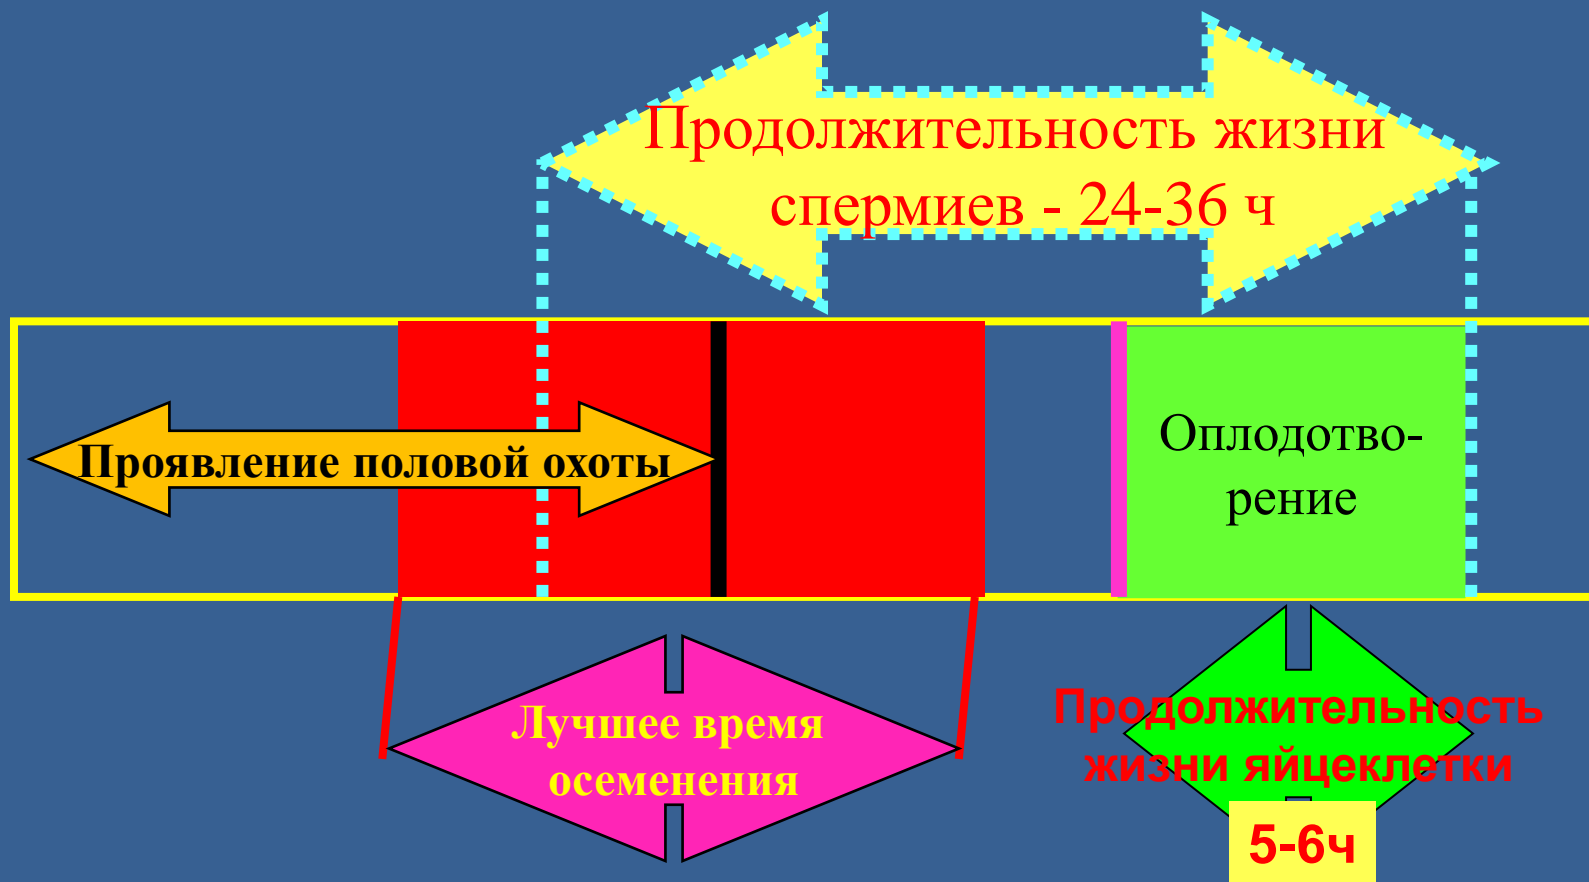 Продолжительность жизни
спермиев - 24-36 ч
Проявление половой охоты
Оплодотво-
рение
Лучшее время
осеменения
Продолжительность
жизни яйцеклетки
5-6ч